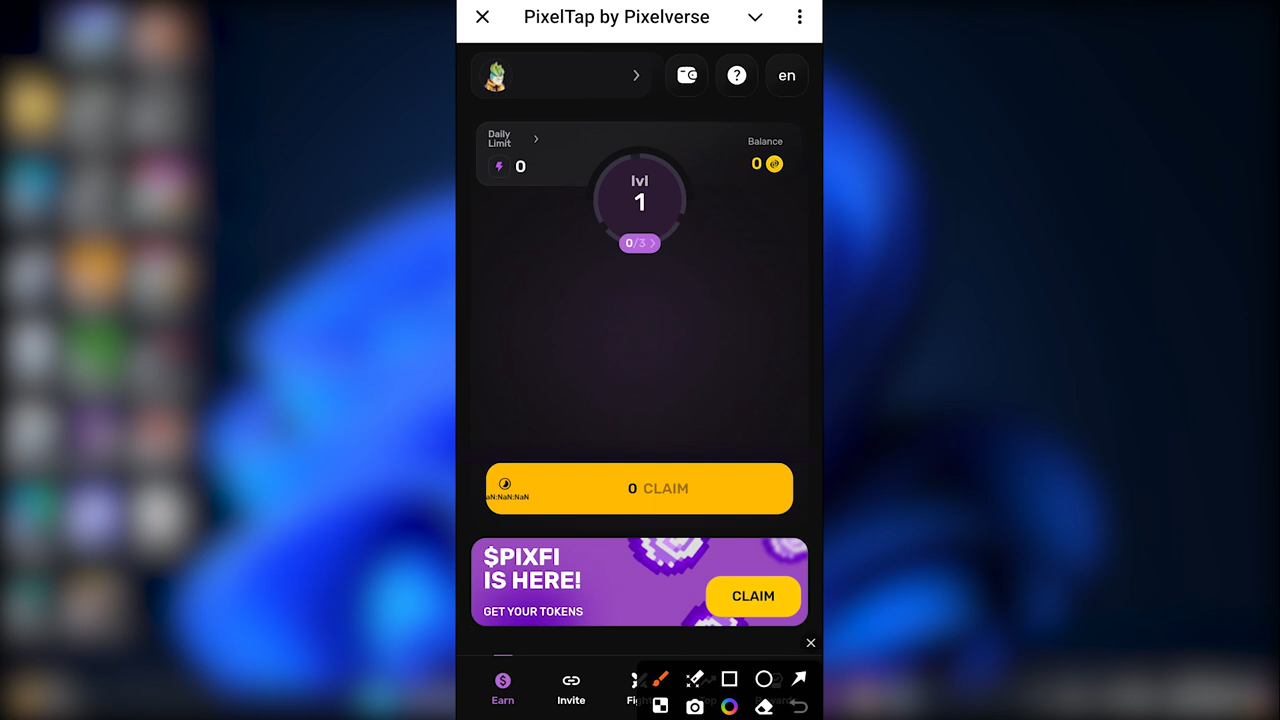 PixelTap by Pixelverse
en
Daily
Limit
0
Balance
0
lvl
1
0/3
aN:NaN:NaN
0 CLAIM
$PIXFI
IS HERE!
GET YOUR TOKENS
CLAIM
Earn
Invite